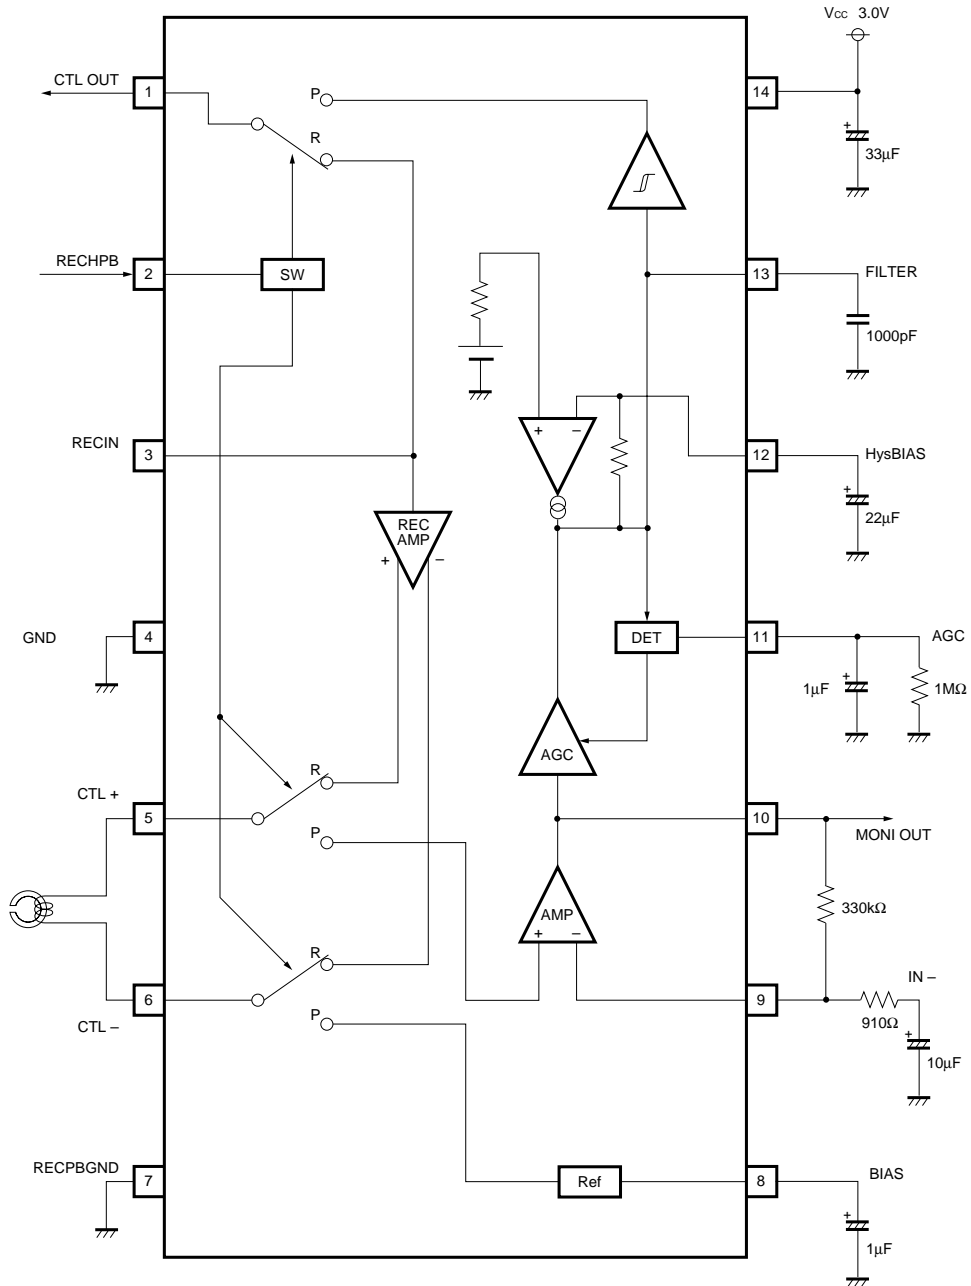 VCC 3.0V
CTL OUT
1
P
14
+
33µF
R
RECHPB
2
SW
13
FILTER
1000pF
RECIN
3
+ –
12
HysBIAS
+
22µF
REC
AMP
+ –
GND
4
DET
11
AGC
1µF
+
1MΩ
AGC
CTL +
5
R
P
10
MONI OUT
330kΩ
AMP
+ –
R
6
CTL –
P
9
IN –
910Ω
+
10µF
RECPBGND
7
Ref
8
BIAS
+
1µF